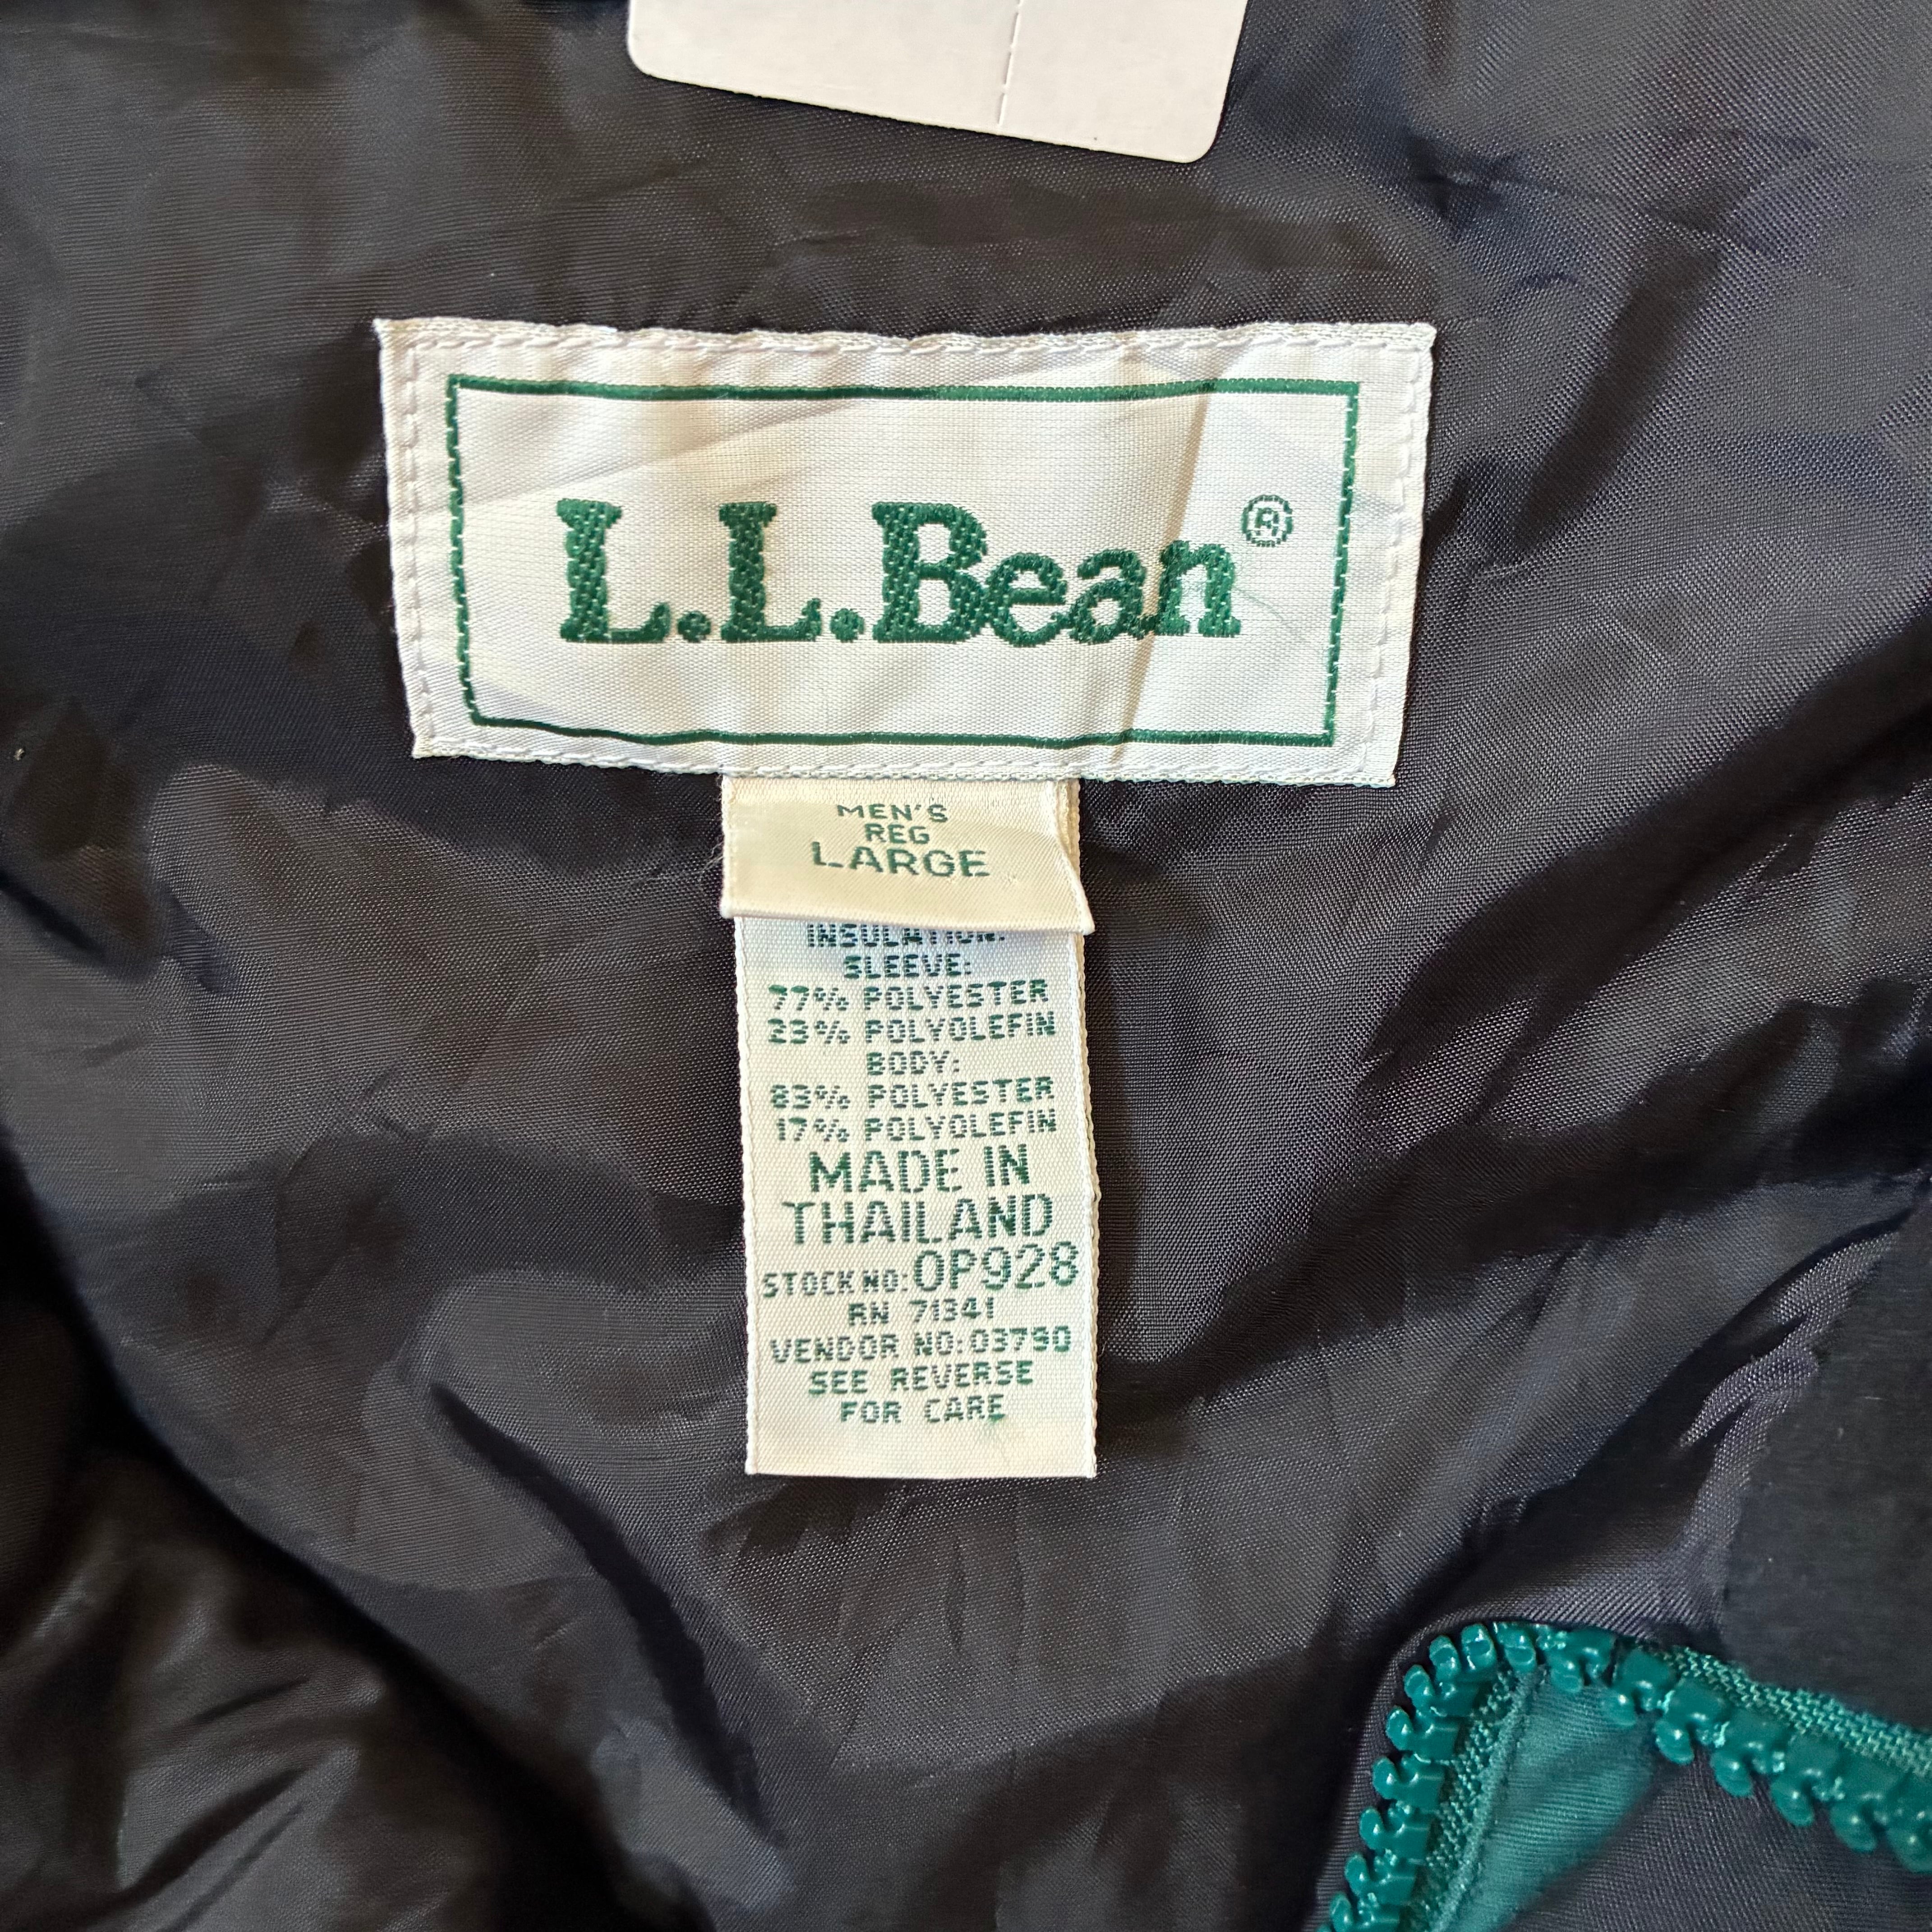 L.L.Bean®
MEN'S
REG
LARGE
INSULATION:
SLEEVE:
77% POLYESTER
23% POLYOLEFIN
BODY:
83% POLYESTER
17% POLYOLEFIN
MADE IN
THAILAND
STOCK NO: 0P928
RN 71341
VENDOR NO: 03790
SEE REVERSE
FOR CARE